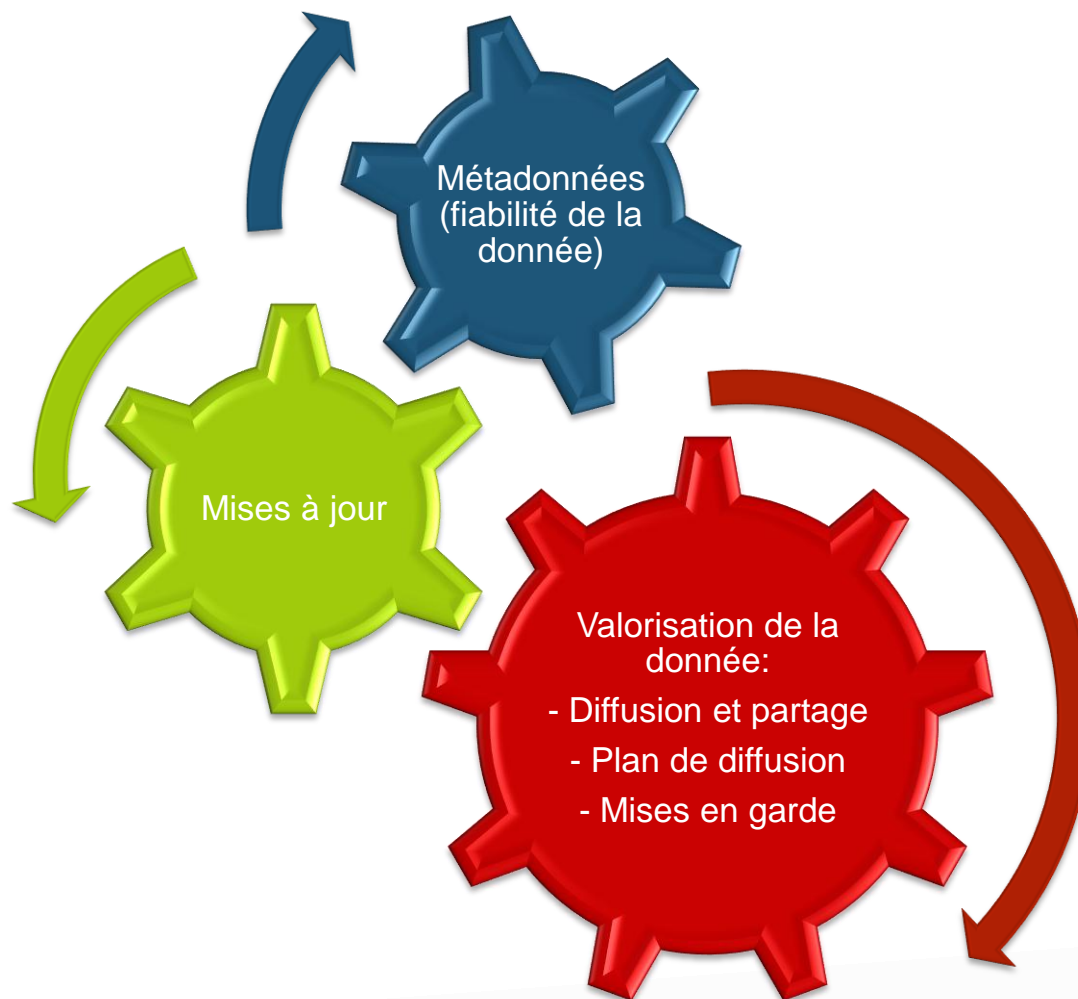 Métadonnées
(fiabilité de la
donnée)
Mises à jour
Valorisation de la
donnée:
- Diffusion et partage
- Plan de diffusion
- Mises en garde